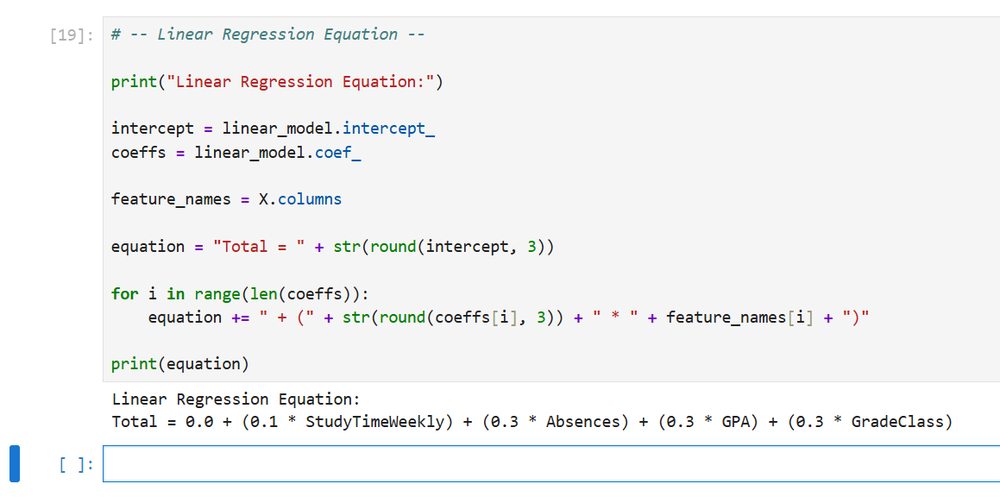 [19]: # -- Linear Regression Equation --
print("Linear Regression Equation:")
intercept = linear_model.intercept_
coeffs = linear_model.coef_
feature_names = X.columns
equation = "Total = " + str(round(intercept, 3))
for i in range(len(coeffs)):
    equation += " + (" + str(round(coeffs[i], 3)) + " * " + feature_names[i] + ")"
print(equation)
Linear Regression Equation:
Total = 0.0 + (0.1 * StudyTimeWeekly) + (0.3 * Absences) + (0.3 * GPA) + (0.3 * GradeClass)
[ ]: